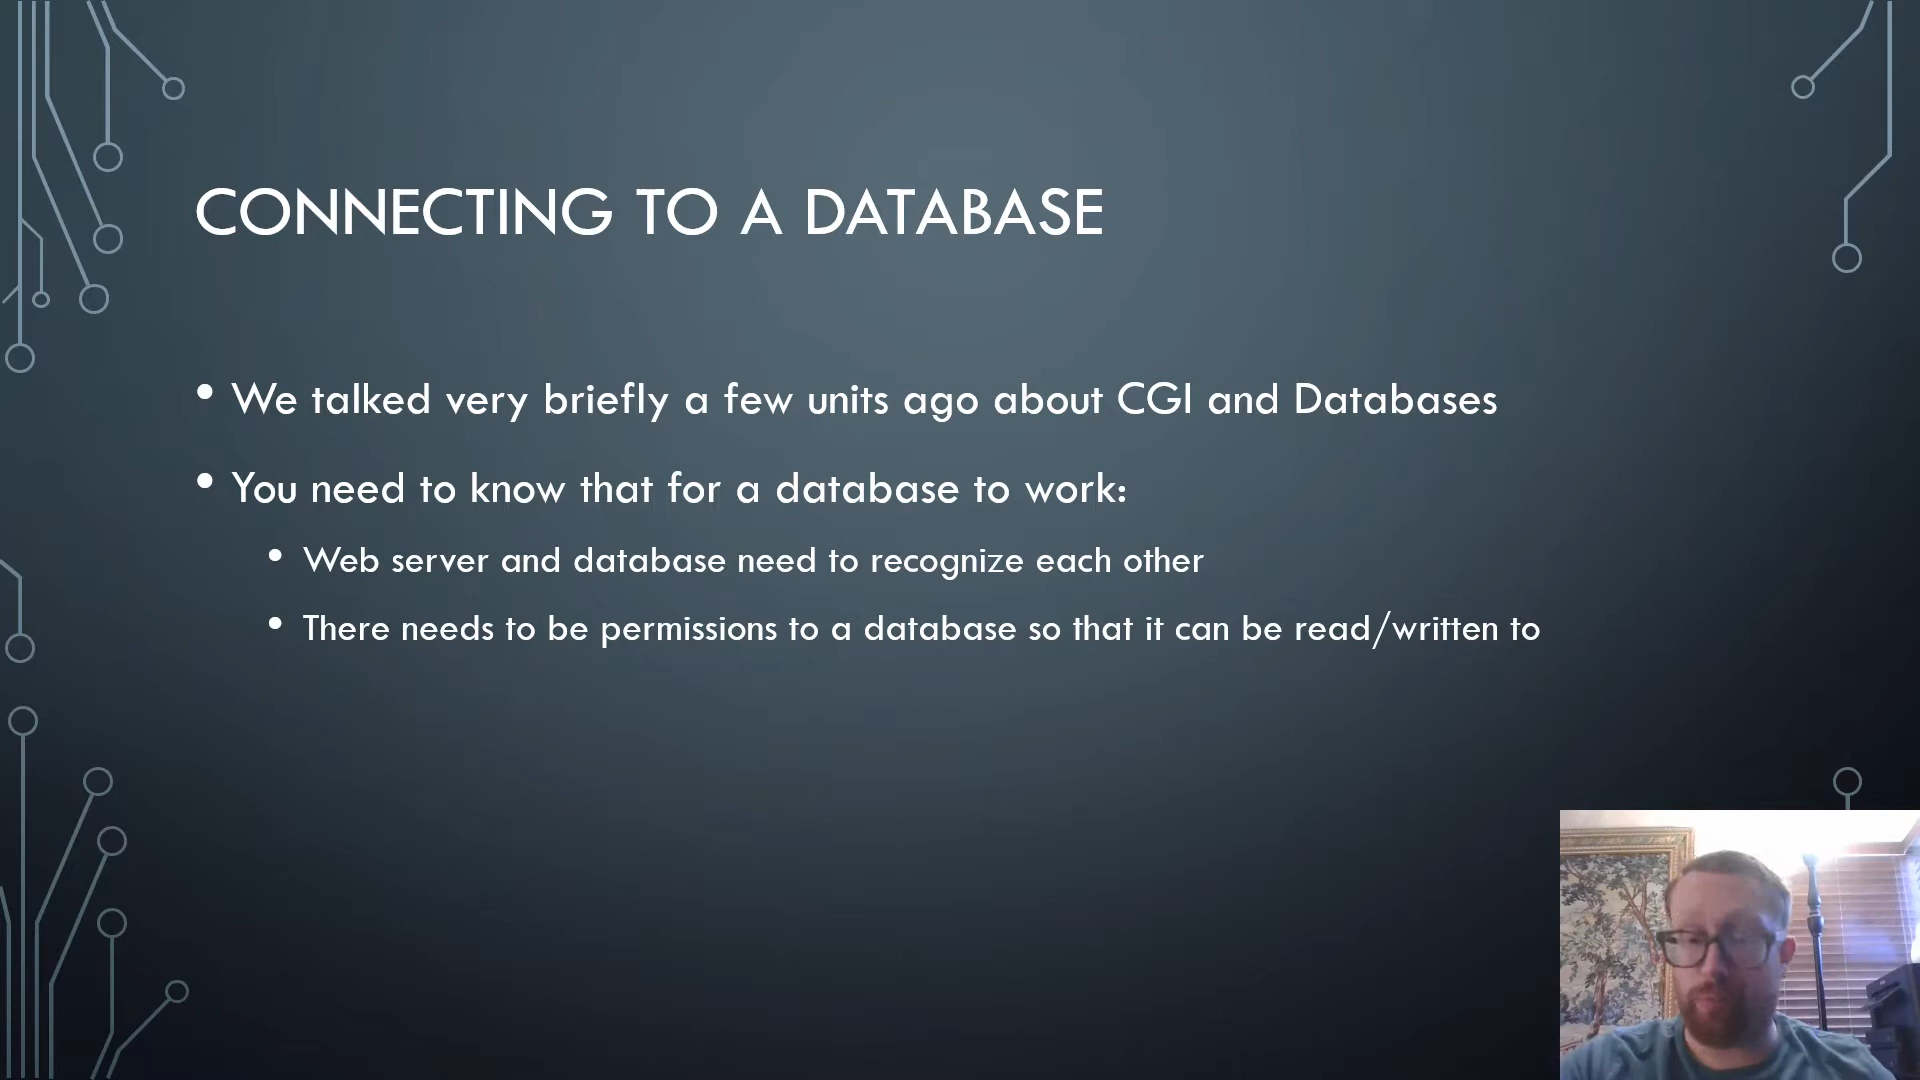 CONNECTING TO A DATABASE
• We talked very briefly a few units ago about CGI and Databases
• You need to know that for a database to work:
• Web server and database need to recognize each other
• There needs to be permissions to a database so that it can be read/written to